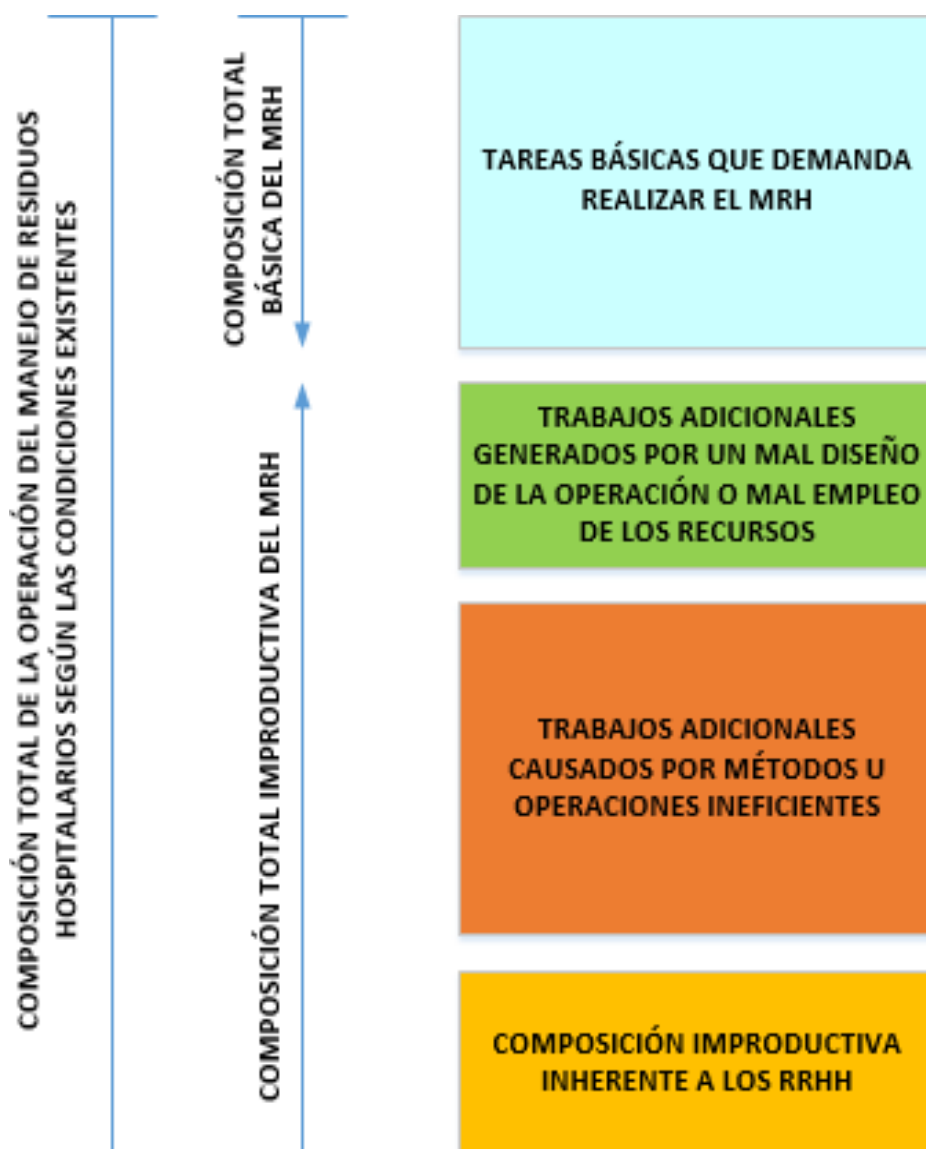 COMPOSICIÓN TOTAL DE LA OPERACIÓN DEL MANEJO DE RESIDUOS
HOSPITALARIOS SEGÚN LAS CONDICIONES EXISTENTES
COMPOSICIÓN TOTAL
BÁSICA DEL MRH
COMPOSICIÓN TOTAL IMPRODUCTIVA DEL MRH
TAREAS BÁSICAS QUE DEMANDA
REALIZAR EL MRH
TRABAJOS ADICIONALES
GENERADOS POR UN MAL DISEÑO
DE LA OPERACIÓN O MAL EMPLEO
DE LOS RECURSOS
TRABAJOS ADICIONALES
CAUSADOS POR MÉTODOS U
OPERACIONES INEFICIENTES
COMPOSICIÓN IMPRODUCTIVA
INHERENTE A LOS RRHH